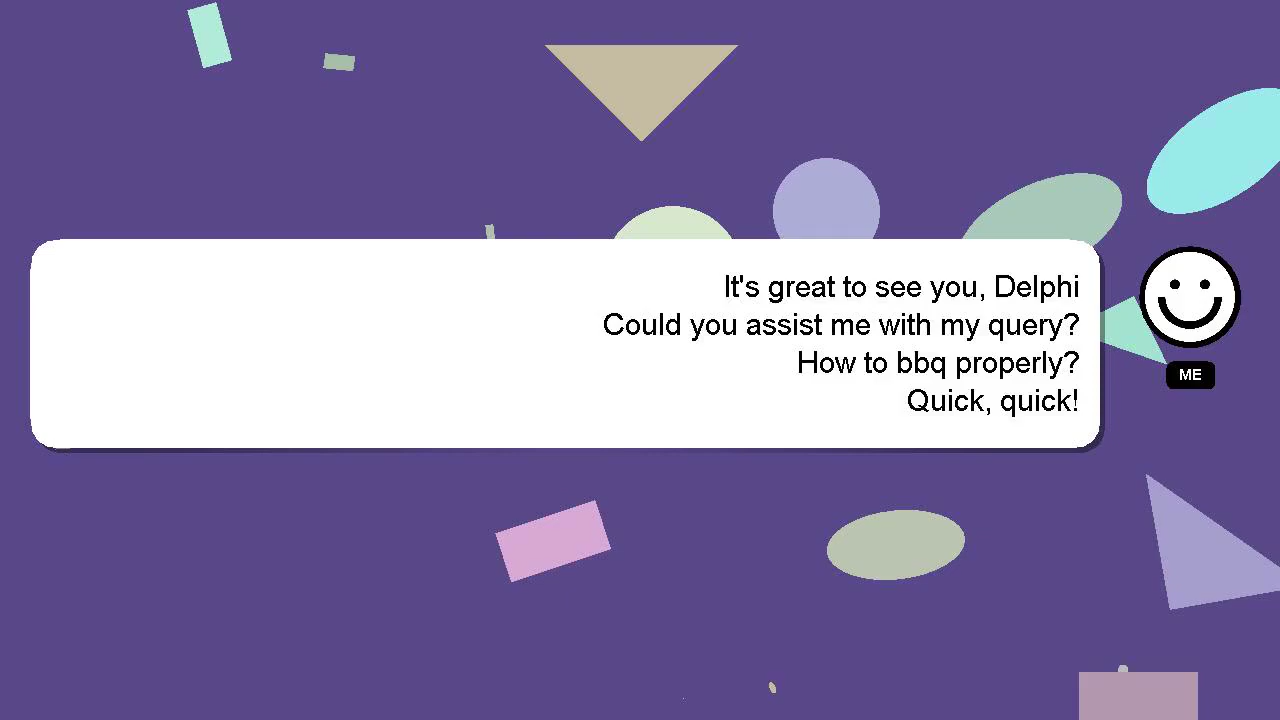 It's great to see you, Delphi
Could you assist me with my query?
How to bbq properly?
Quick, quick!
ME